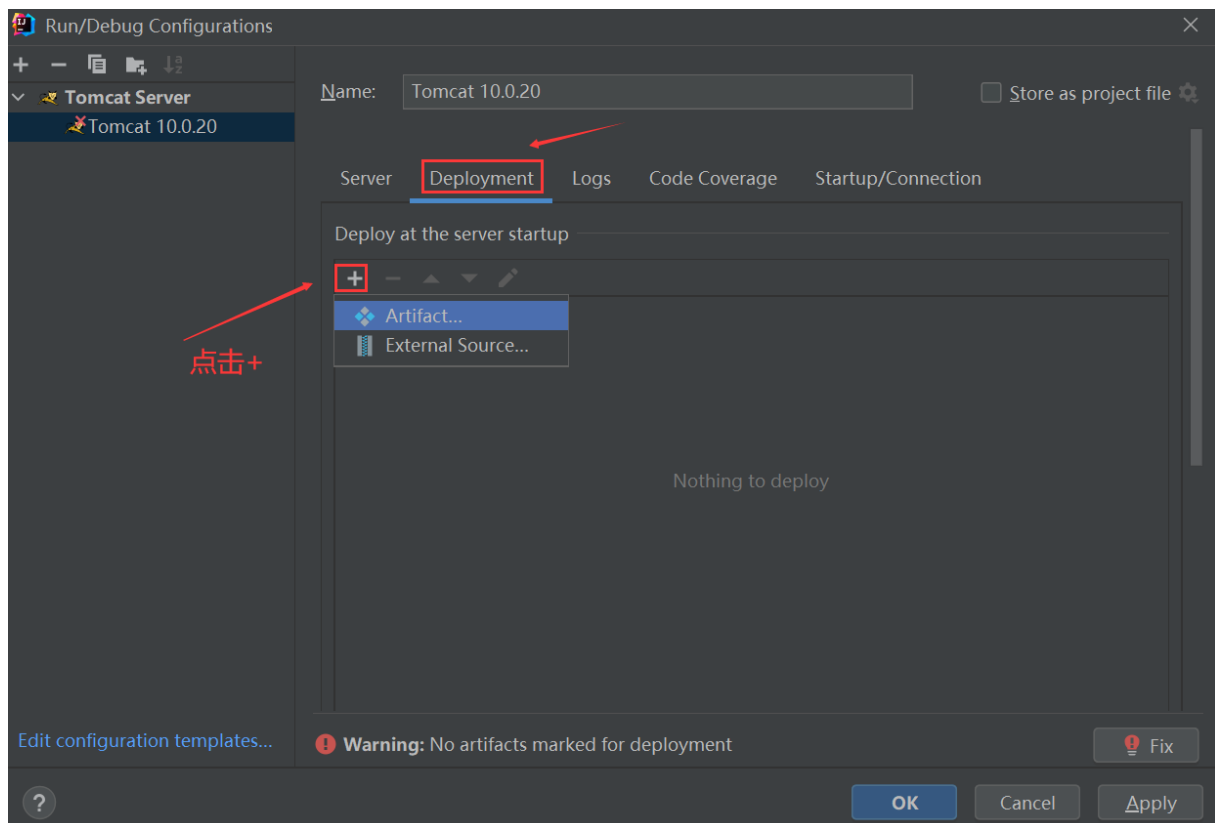 Run/Debug Configurations
Tomcat Server
Tomcat 10.0.20
Name:
Tomcat 10.0.20
Store as project file
Server
Deployment
Logs
Code Coverage
Startup/Connection
Deploy at the server startup
Artifact...
External Source...
点击+
Nothing to deploy
Edit configuration templates...
Warning: No artifacts marked for deployment
Fix
?
OK
Cancel
Apply